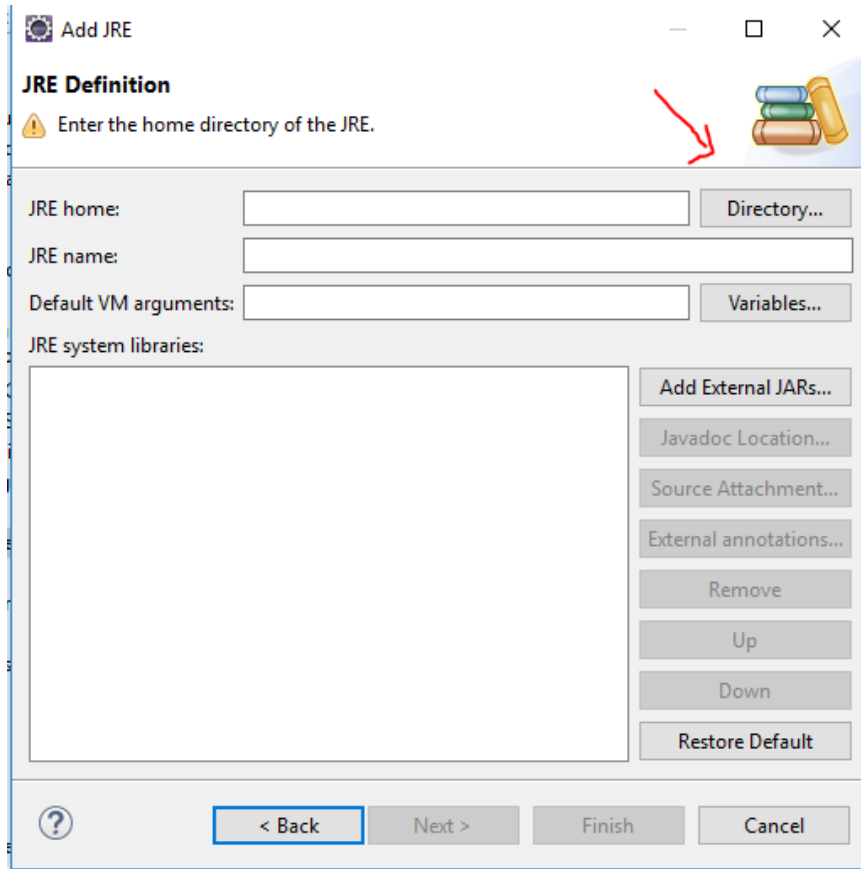 Add JRE
JRE Definition
Enter the home directory of the JRE.
JRE home:
Directory...
JRE name:
Default VM arguments:
Variables...
JRE system libraries:
Add External JARs...
Javadoc Location...
Source Attachment...
External annotations...
Remove
Up
Down
Restore Default
?
< Back
Next >
Finish
Cancel